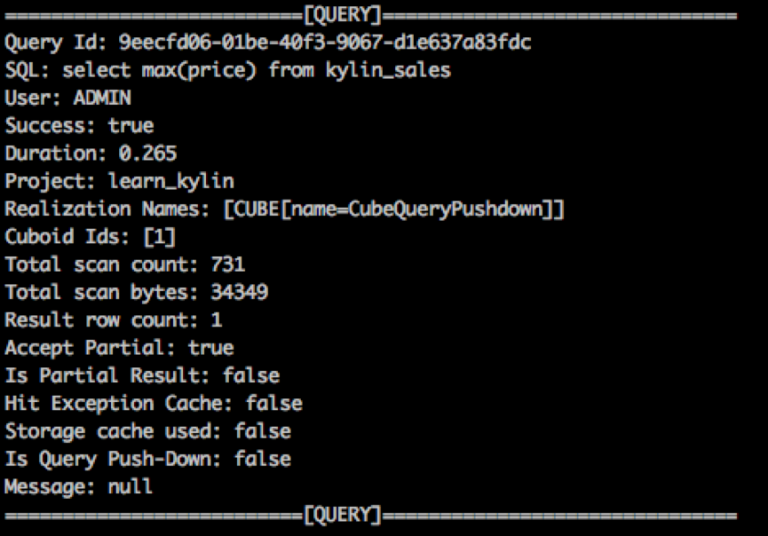 ==========================[QUERY]===============================
Query Id: 9eecfd06-01be-40f3-9067-d1e637a83fdc
SQL: select max(price) from kylin_sales
User: ADMIN
Success: true
Duration: 0.265
Project: learn_kylin
Realization Names: [CUBE[name=CubeQueryPushdown]]
Cuboid Ids: [1]
Total scan count: 731
Total scan bytes: 34349
Result row count: 1
Accept Partial: true
Is Partial Result: false
Hit Exception Cache: false
Storage cache used: false
Is Query Push-Down: false
Message: null
==========================[QUERY]===============================